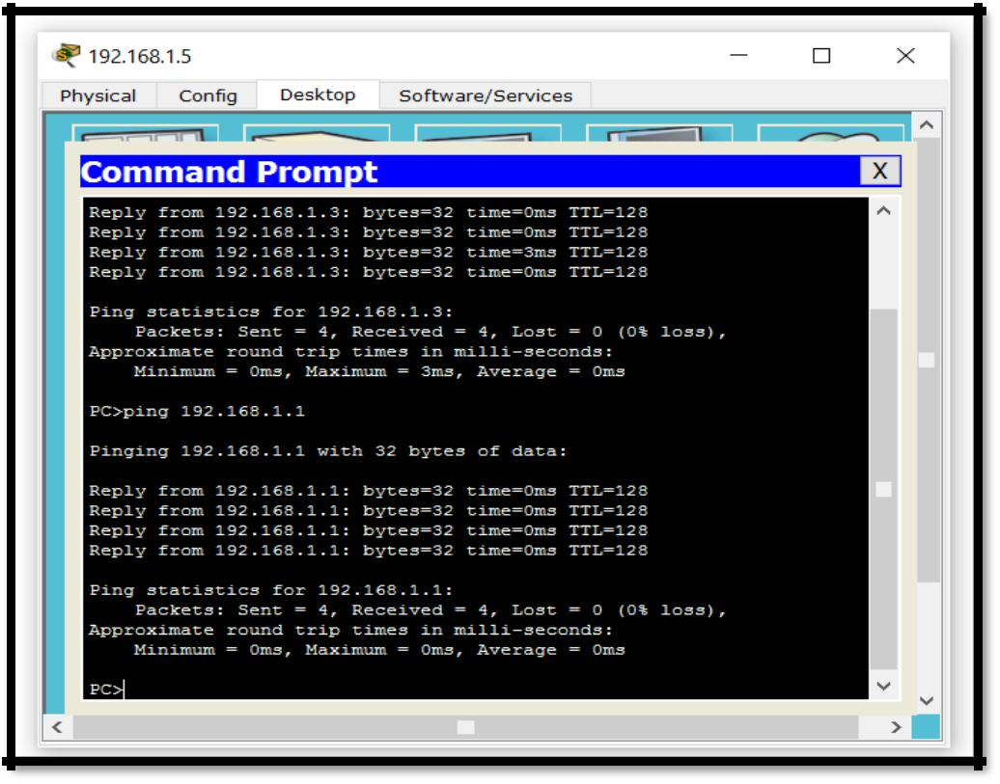 192.168.1.5
Physical Config Desktop Software/Services
Command Prompt X
Reply from 192.168.1.3: bytes=32 time=0ms TTL=128
Reply from 192.168.1.3: bytes=32 time=0ms TTL=128
Reply from 192.168.1.3: bytes=32 time=3ms TTL=128
Reply from 192.168.1.3: bytes=32 time=0ms TTL=128
Ping statistics for 192.168.1.3:
Packets: Sent = 4, Received = 4, Lost = 0 (0% loss),
Approximate round trip times in milli-seconds:
Minimum = 0ms, Maximum = 3ms, Average = 0ms
PC>ping 192.168.1.1
Pinging 192.168.1.1 with 32 bytes of data:
Reply from 192.168.1.1: bytes=32 time=0ms TTL=128
Reply from 192.168.1.1: bytes=32 time=0ms TTL=128
Reply from 192.168.1.1: bytes=32 time=0ms TTL=128
Reply from 192.168.1.1: bytes=32 time=0ms TTL=128
Ping statistics for 192.168.1.1:
Packets: Sent = 4, Received = 4, Lost = 0 (0% loss),
Approximate round trip times in milli-seconds:
Minimum = 0ms, Maximum = 0ms, Average = 0ms
PC>